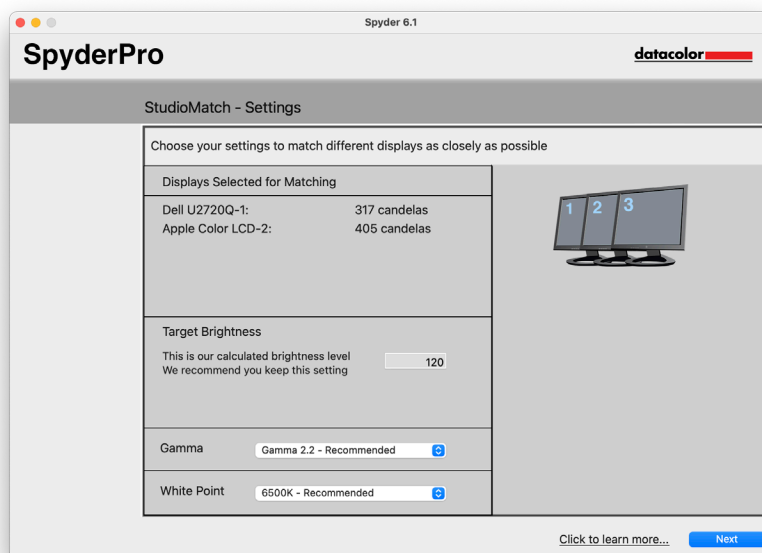 Spyder 6.1
SpyderPro
datacolor
StudioMatch - Settings
Choose your settings to match different displays as closely as possible
Displays Selected for Matching
Dell U2720Q-1: 317 candelas
Apple Color LCD-2: 405 candelas
1 2 3
Target Brightness
This is our calculated brightness level
We recommend you keep this setting
120
Gamma Gamma 2.2 - Recommended
White Point 6500K - Recommended
Click to learn more... Next